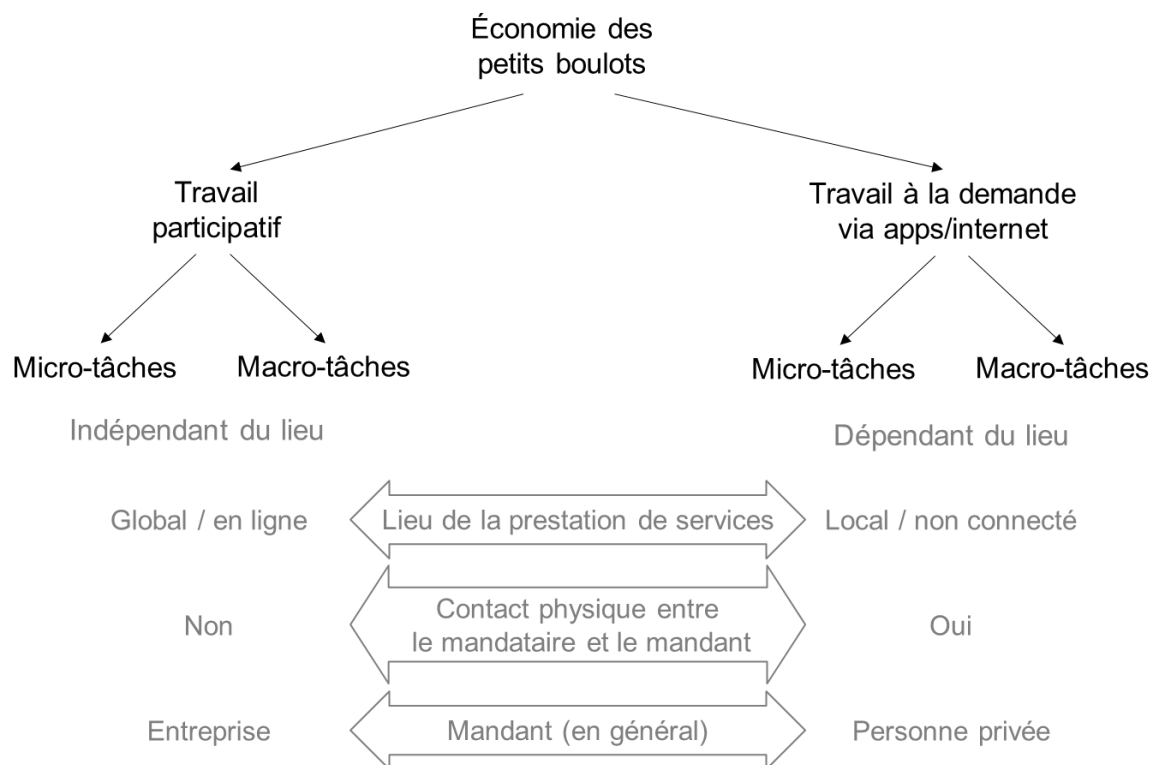 Économie des
petits boulots
Travail
participatif
Travail à la demande
via apps/internet
Micro-tâches
Macro-tâches
Micro-tâches
Macro-tâches
Indépendant du lieu
Dépendant du lieu
Global / en ligne
Lieu de la prestation de services
Local / non connecté
Non
Contact physique entre
le mandataire et le mandant
Oui
Entreprise
Mandant (en général)
Personne privée